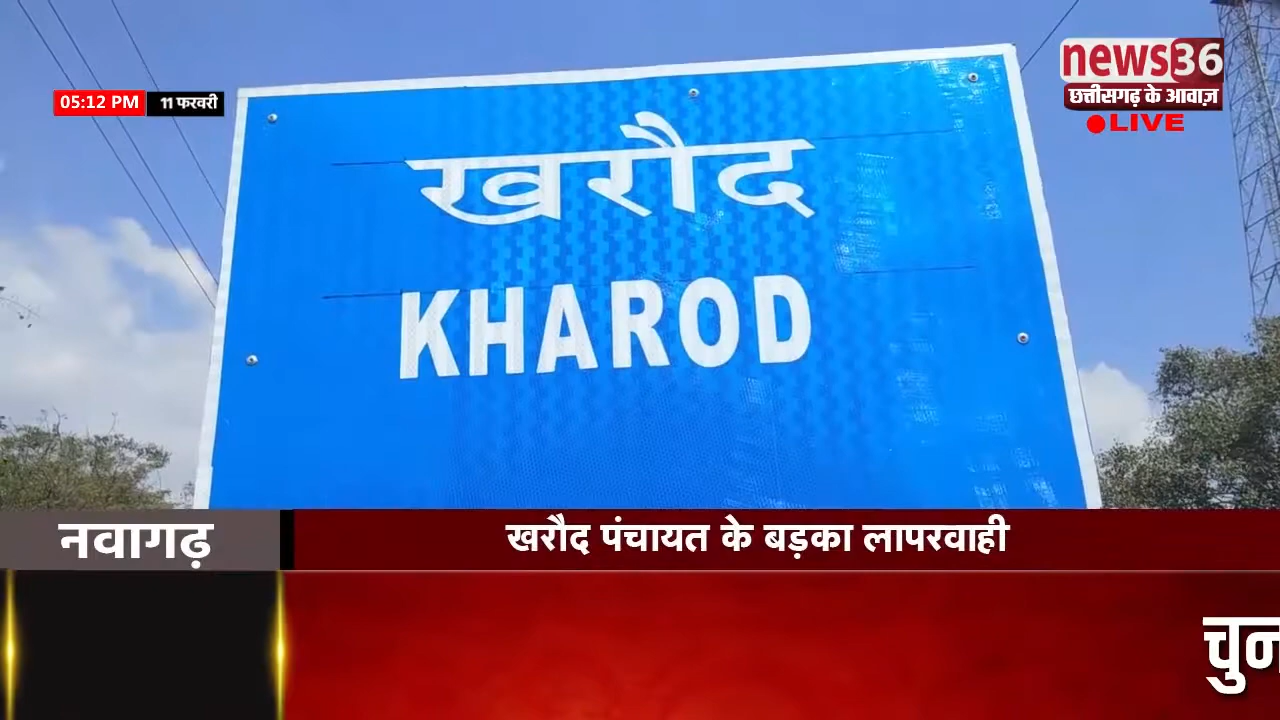 05:12 PM 11 फरवरी
news36
छत्तीसगढ़ के आवाज़
LIVE
खरौद
KHAROD
नवागढ़
खरौद पंचायत के बड़का लापरवाही